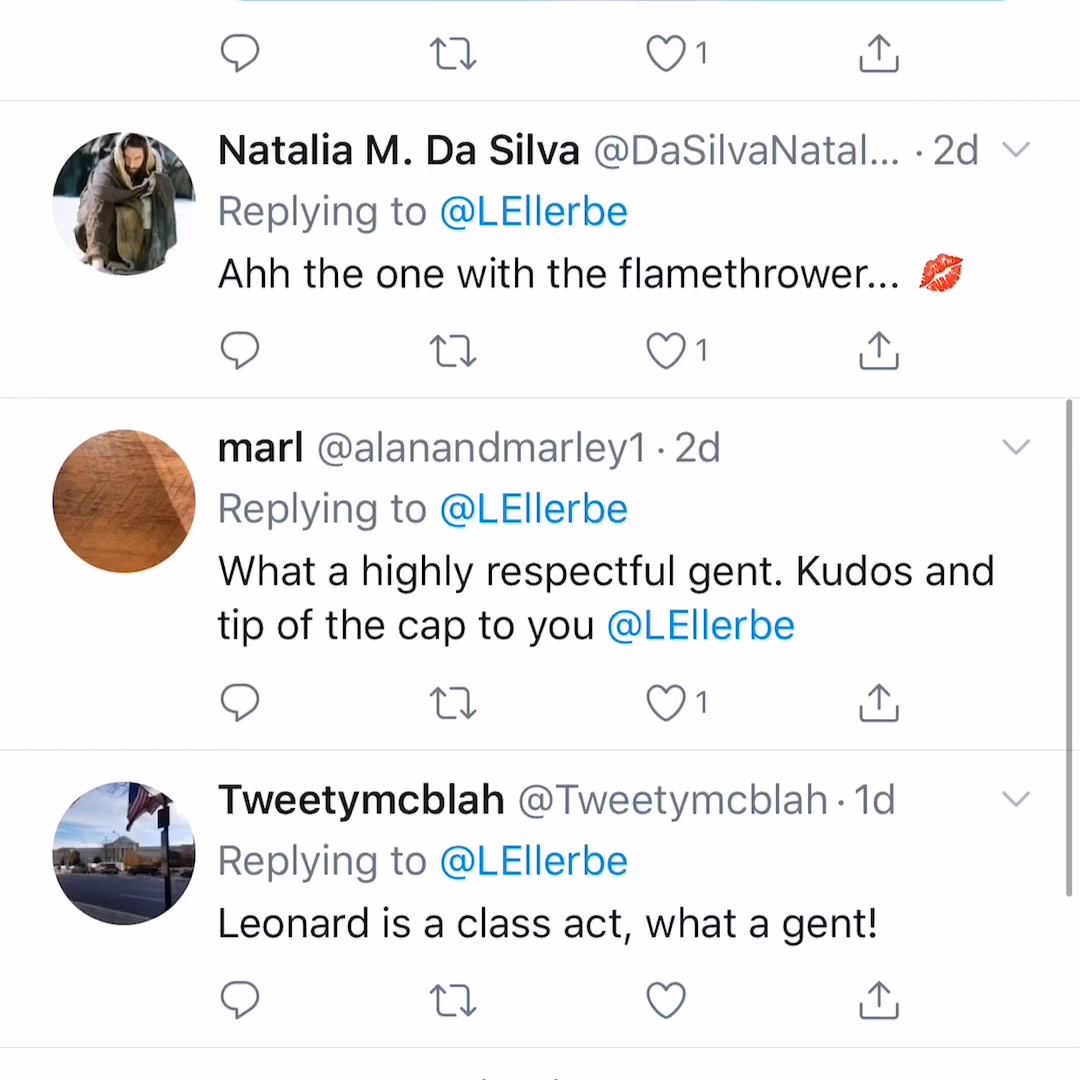 1
Natalia M. Da Silva @DaSilvaNatal... · 2d
Replying to @LEllerbe
Ahh the one with the flamethrower... 💋
1
marl @alanandmarley1 · 2d
Replying to @LEllerbe
What a highly respectful gent. Kudos and
tip of the cap to you @LEllerbe
1
Tweetymcblah @Tweetymcblah · 1d
Replying to @LEllerbe
Leonard is a class act, what a gent!